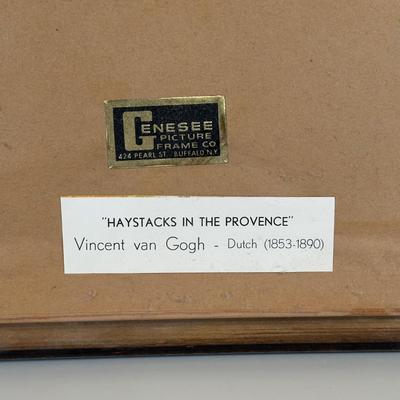 GENESEE
PICTURE
FRAME CO
424 PEARL ST. BUFFALO N.Y.
"HAYSTACKS IN THE PROVENCE"
Vincent van Gogh - Dutch (1853-1890)